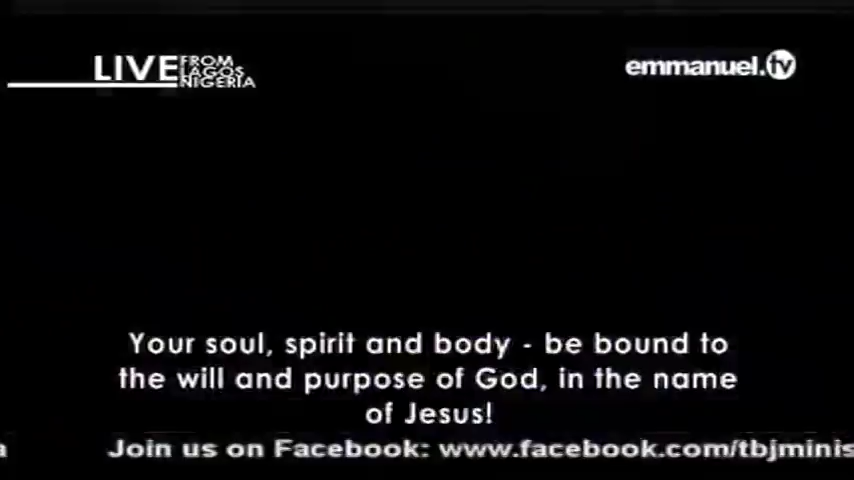 LIVE FROM LAGOS NIGERIA
emmanuel.tv
Your soul, spirit and body - be bound to
the will and purpose of God, in the name
of Jesus!
Join us on Facebook: www.facebook.com/tbjminis